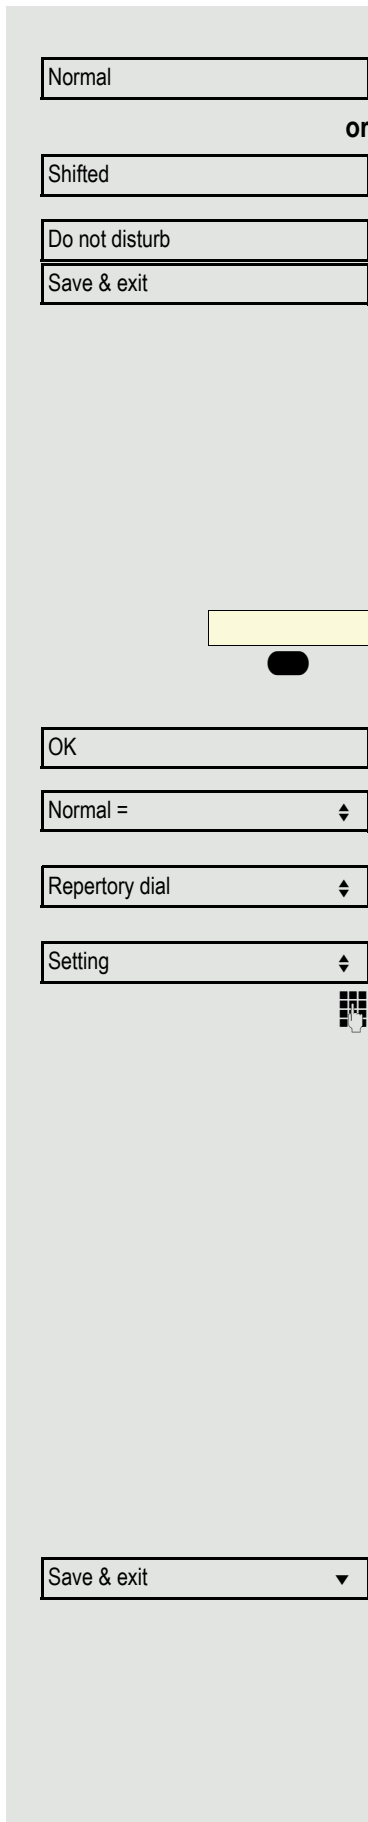 Normal
or
Shifted
Do not disturb
Save & exit
OK
Normal =
Repertory dial
Setting
Save & exit